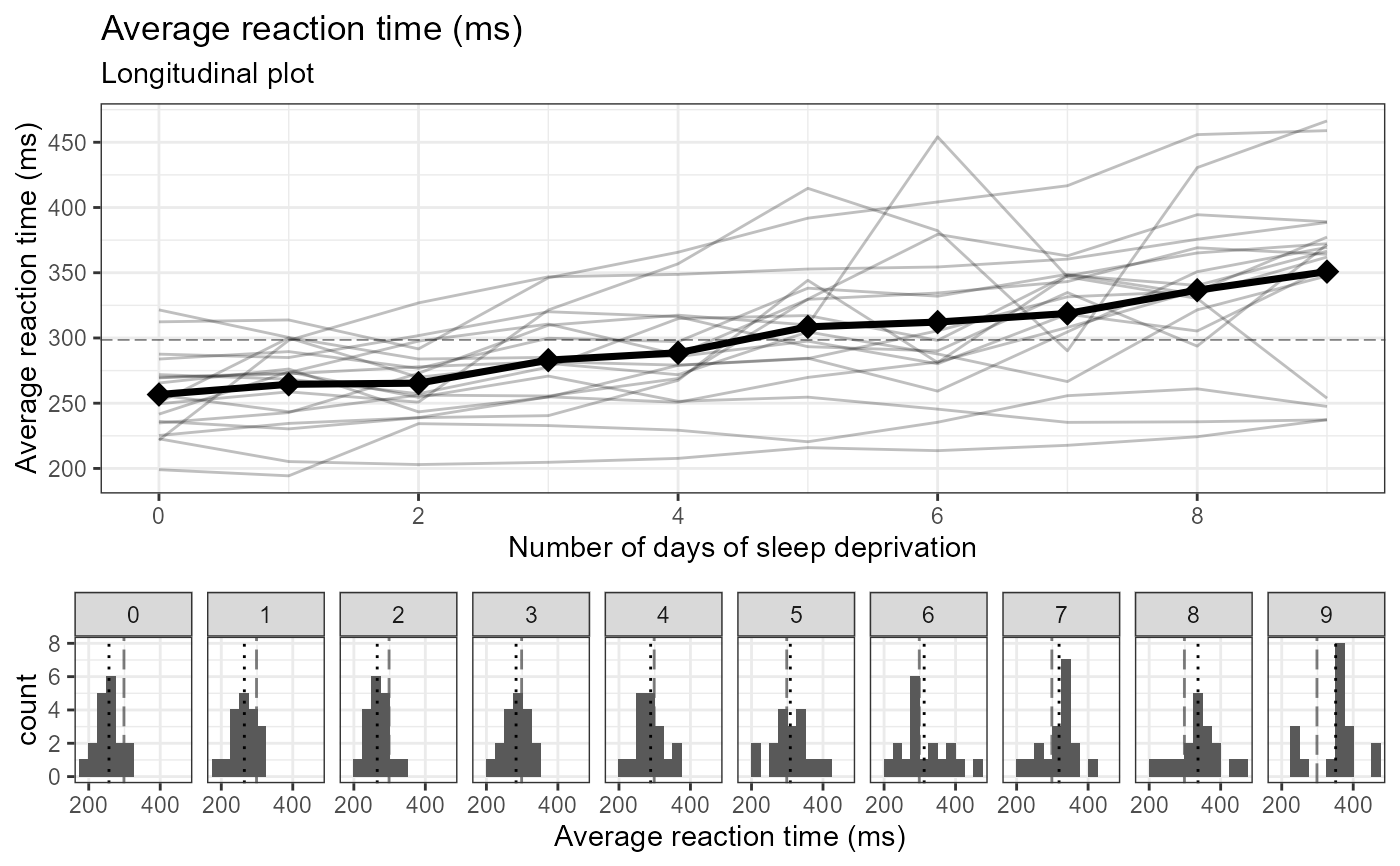 Average reaction time (ms)
Longitudinal plot
Average reaction time (ms)
450
400
350
300
250
200
0 2 4 6 8
Number of days of sleep deprivation
0 1 2 3 4 5 6 7 8 9
count
8
6
4
2
0
200 400 200 400 200 400 200 400 200 400 200 400 200 400 200 400 200 400 200 400
Average reaction time (ms)